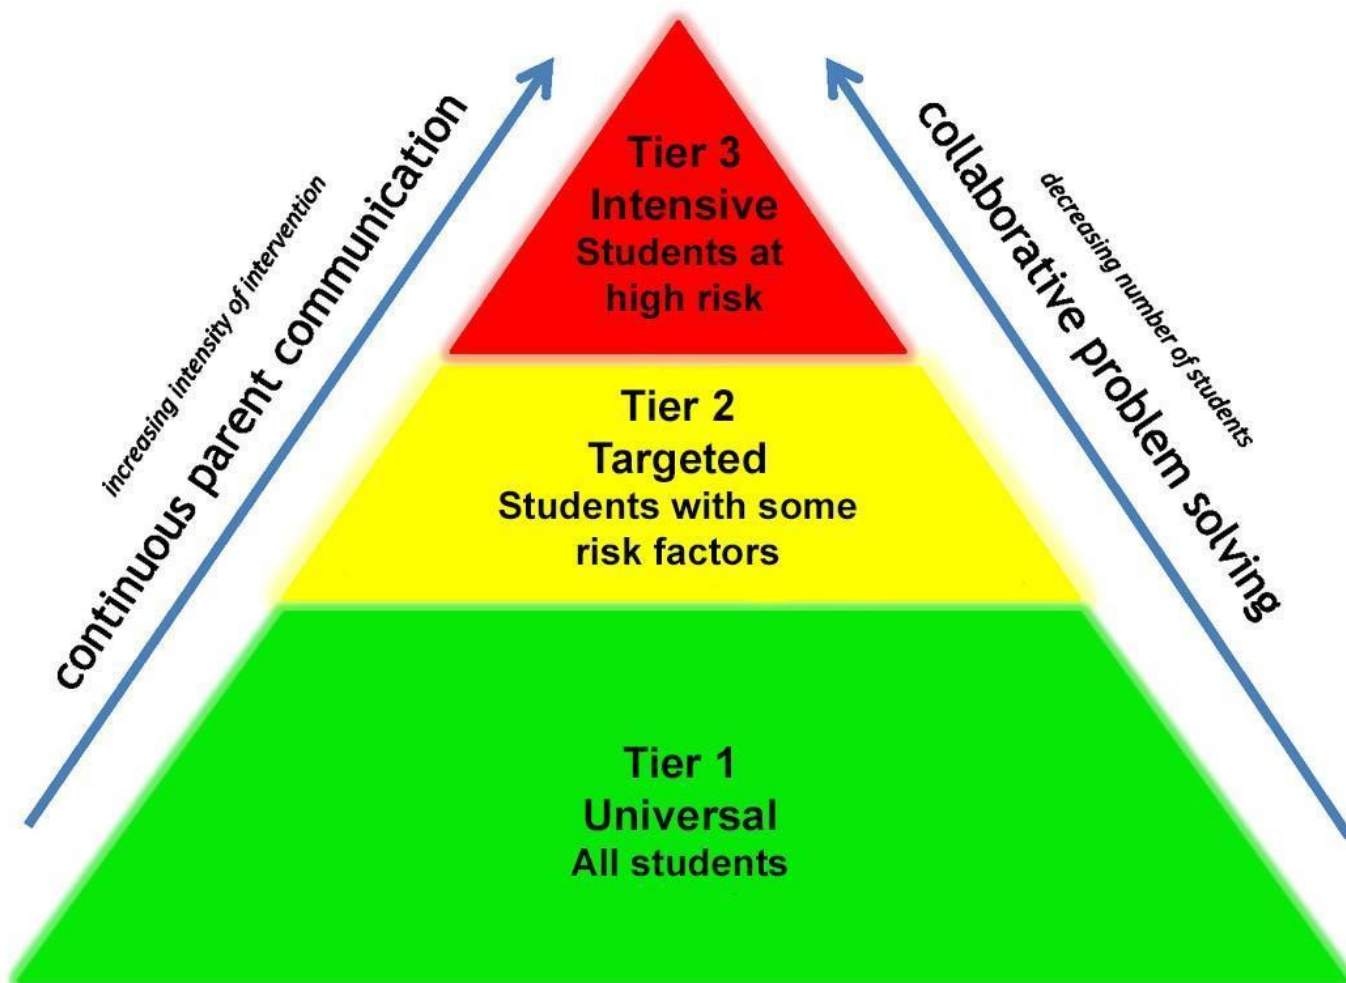 Tier 3
Intensive
Students at
high risk
Tier 2
Targeted
Students with some
risk factors
Tier 1
Universal
All students
increasing intensity of intervention
continuous parent communication
collaborative problem solving
decreasing number of students